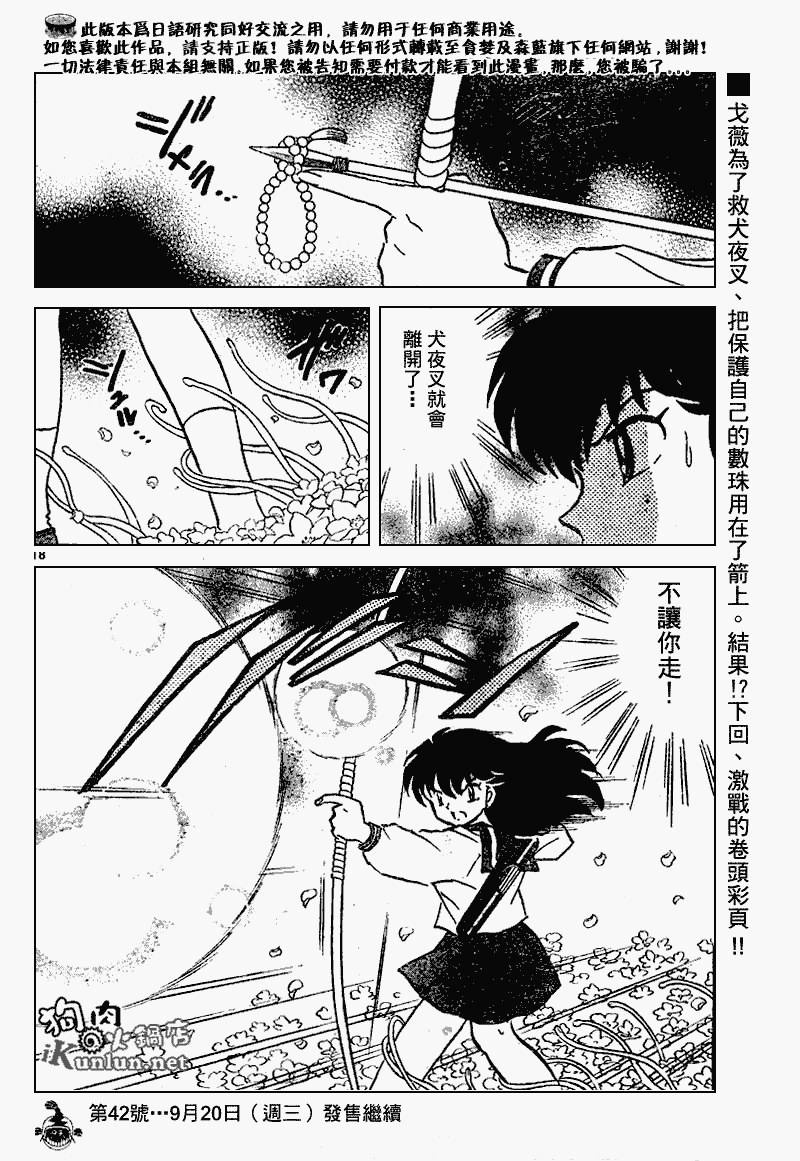 此版本爲日語研究同好交流之用，請勿用于任何商業用途。
如您喜歡此作品，請支持正版！請勿以任何形式轉載至貪婪及森藍旗下任何網站，謝謝！
一切法律責任與本組無關．如果您被告知需要付款才能看到此漫畫，那麼，您被騙了．．．
戈薇為了救犬夜叉、把保護自己的數珠用在了箭上。結果!?下回、激戰的卷頭彩頁!!
犬夜叉就會
離開了…
18
不讓你走！
狗肉
火鍋店
iKunlun.net
第42號…9月20日（週三）發售繼續